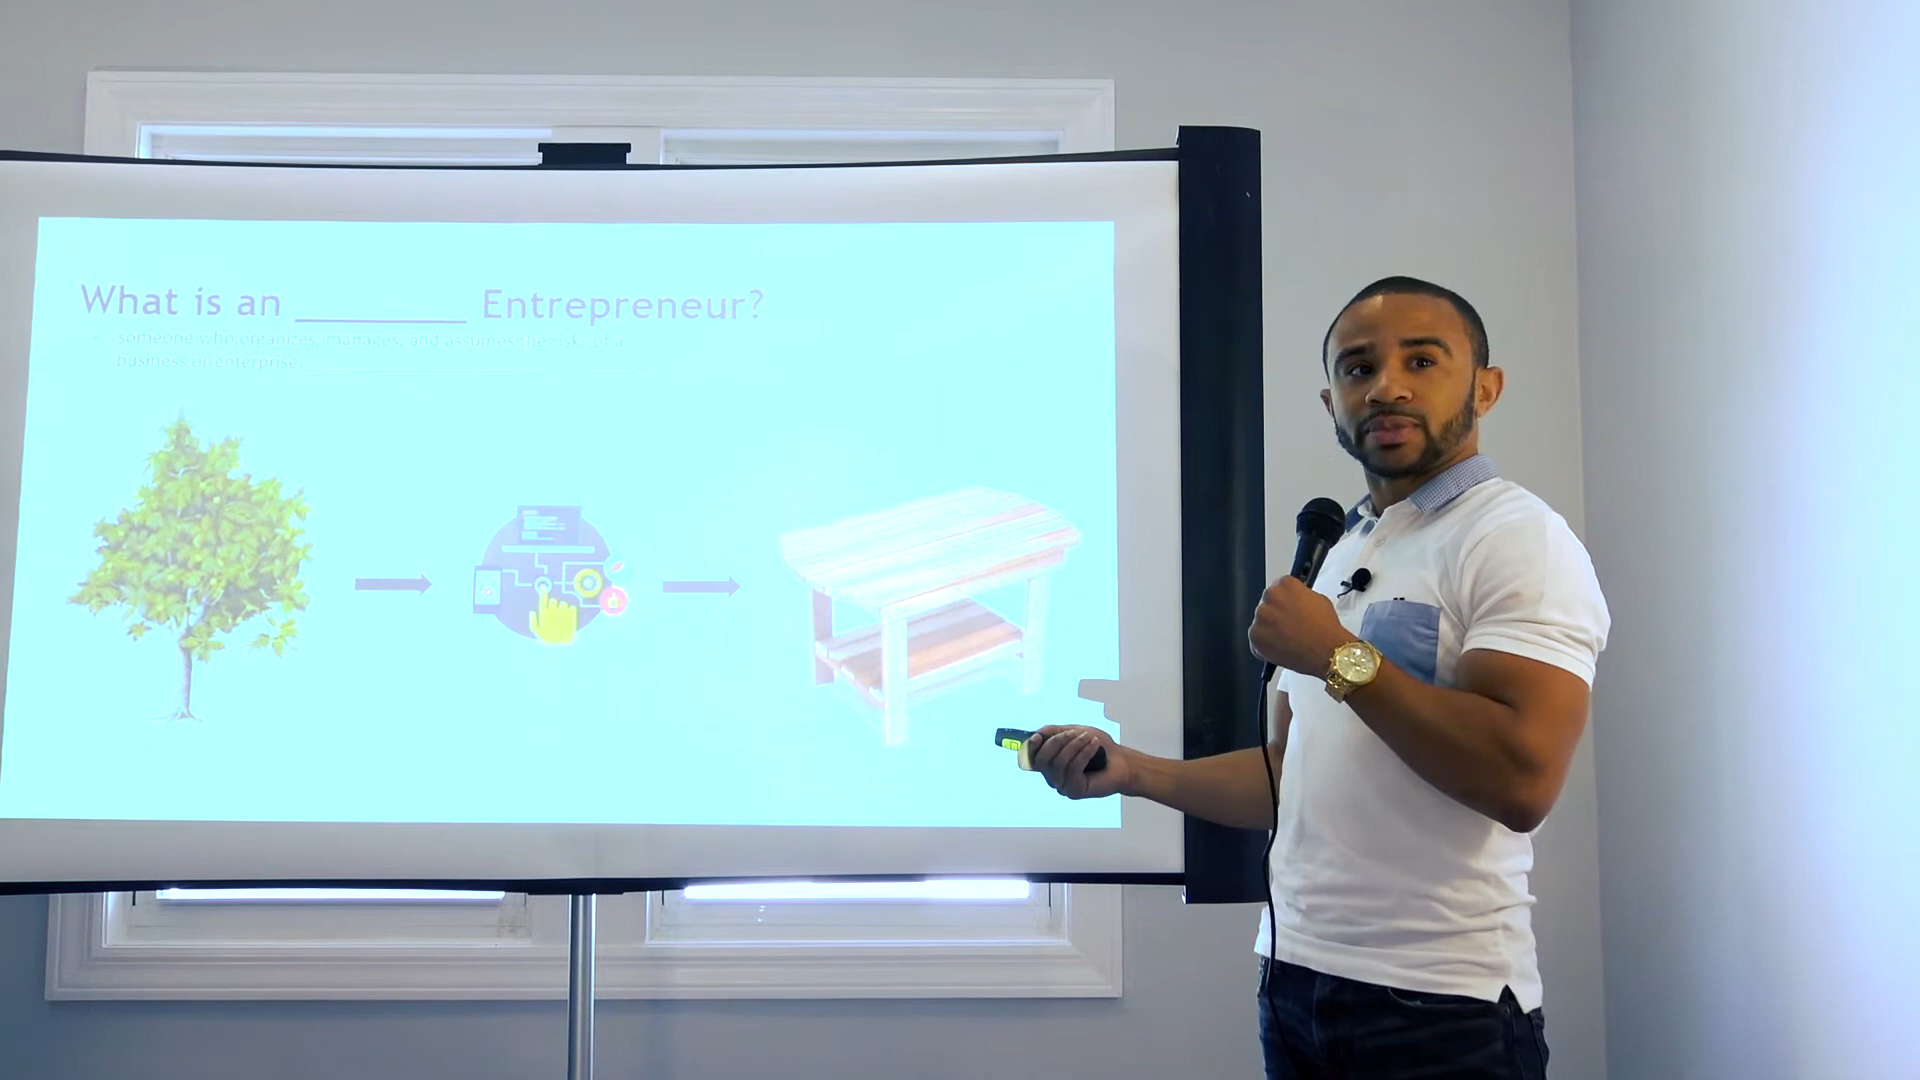 What is an ________ Entrepreneur?
someone who organizes, manages, and assumes the risk, of a
business or enterprise.